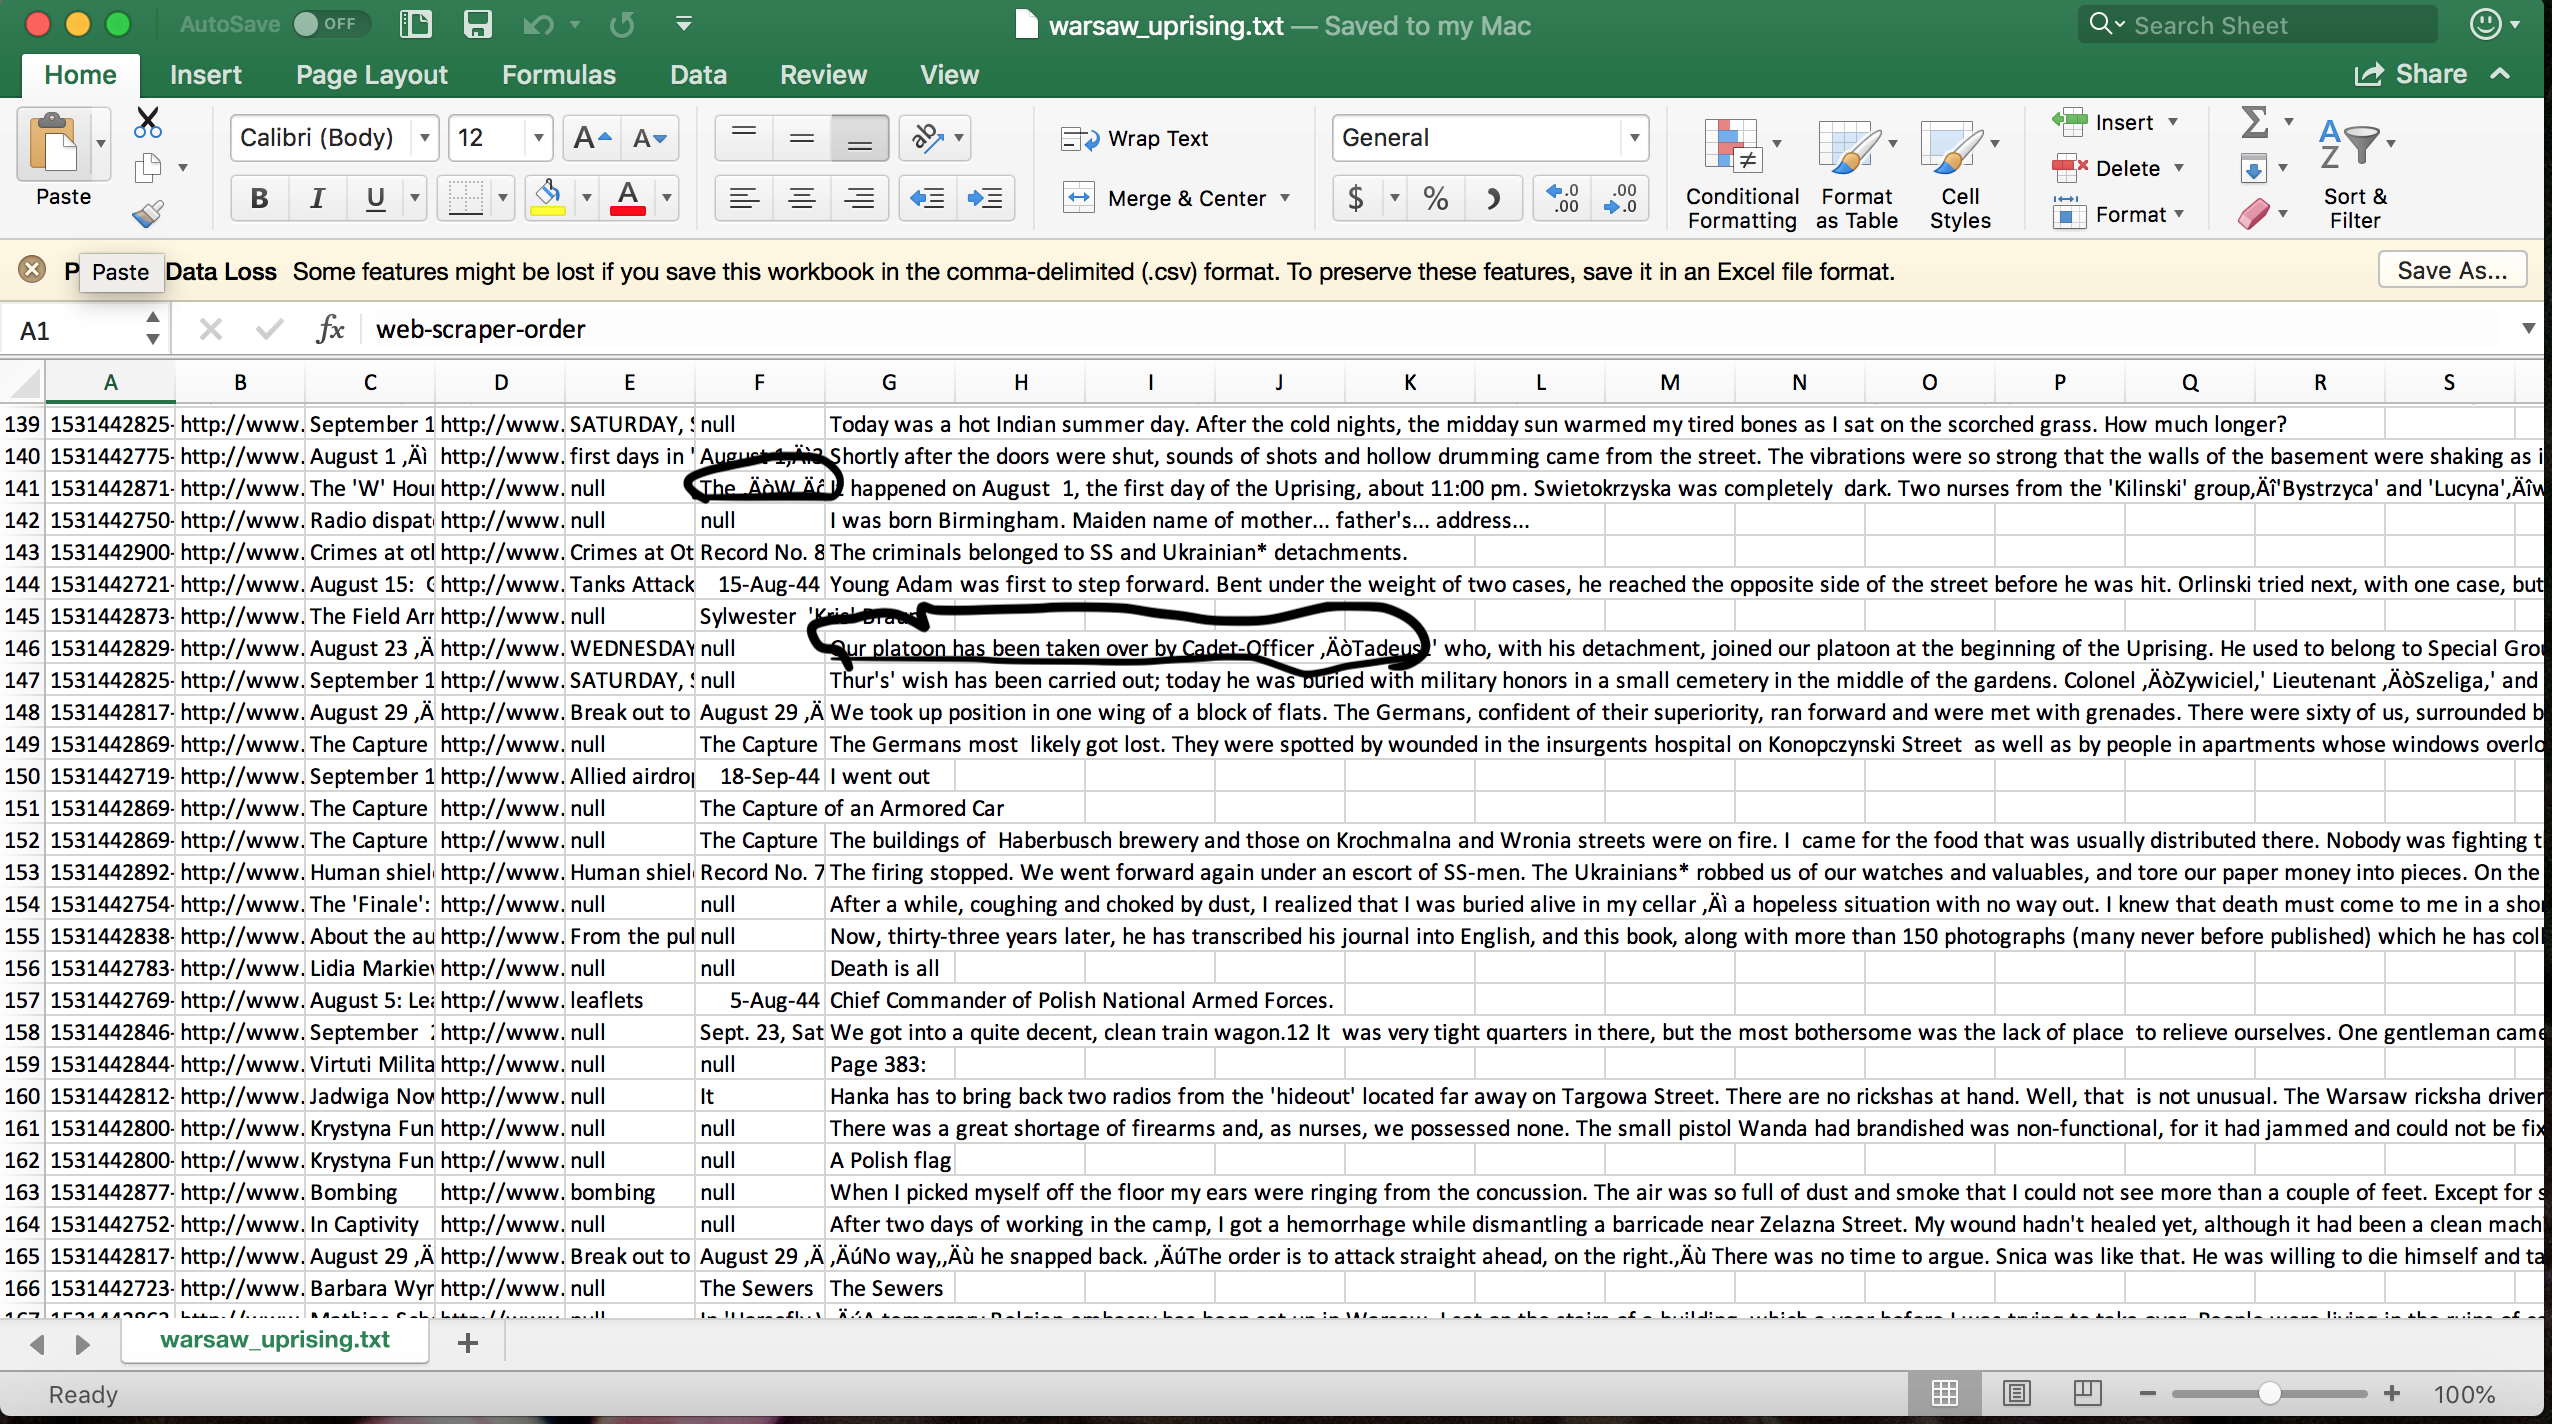 AutoSave OFF warsaw_uprising.txt — Saved to my Mac Search Sheet
Home Insert Page Layout Formulas Data Review View Share
Paste Calibri (Body) 12 A A Wrap Text General Conditional Formatting Format as Table Cell Styles Insert Delete Format Sort & Filter
B I U A Merge & Center $ %
P Paste Data Loss Some features might be lost if you save this workbook in the comma-delimited (.csv) format. To preserve these features, save it in an Excel file format. Save As...
A1 fx web-scraper-order
A B C D E F G H I J K L M N O P Q R S
139 1531442825- http://www. September 1 http://www. SATURDAY, S null Today was a hot Indian summer day. After the cold nights, the midday sun warmed my tired bones as I sat on the scorched grass. How much longer?
140 1531442775- http://www. August 1 ‚Äì http://www. first days in ' August 1‚Äì3 Shortly after the doors were shut, sounds of shots and hollow drumming came from the street. The vibrations were so strong that the walls of the basement were shaking as i
141 1531442871- http://www. The 'W' Hour http://www. null The ‚ÄòW‚Äô happened on August  1, the first day of the Uprising, about 11:00 pm. Swietokrzyska was completely  dark. Two nurses from the 'Kilinski' group‚Äî'Bystrzyca' and 'Lucyna'‚Äîw
142 1531442750- http://www. Radio dispat http://www. null null I was born Birmingham. Maiden name of mother... father's... address...
143 1531442900- http://www. Crimes at oth http://www. Crimes at Ot Record No. 8 The criminals belonged to SS and Ukrainian* detachments.
144 1531442721- http://www. August 15:  G http://www. Tanks Attack 15-Aug-44 Young Adam was first to step forward. Bent under the weight of two cases, he reached the opposite side of the street before he was hit. Orlinski tried next, with one case, but
145 1531442873- http://www. The Field Arr http://www. null Sylwester 'Kris' Braun
146 1531442829- http://www. August 23 ‚Ä http://www. WEDNESDAY null Our platoon has been taken over by Cadet-Officer ‚ÄòTadeusz' who, with his detachment, joined our platoon at the beginning of the Uprising. He used to belong to Special Grou
147 1531442825- http://www. September 1 http://www. SATURDAY, S null Thur's' wish has been carried out; today he was buried with military honors in a small cemetery in the middle of the gardens. Colonel ‚ÄòZywiciel,' Lieutenant ‚ÄòSzeliga,' and
148 1531442817- http://www. August 29 ‚Ä http://www. Break out to August 29 ‚Ä We took up position in one wing of a block of flats. The Germans, confident of their superiority, ran forward and were met with grenades. There were sixty of us, surrounded b
149 1531442869- http://www. The Capture http://www. null The Capture The Germans most  likely got lost. They were spotted by wounded in the insurgents hospital on Konopczynski Street  as well as by people in apartments whose windows overlo
150 1531442719- http://www. September 1 http://www. Allied airdrop 18-Sep-44 I went out
151 1531442869- http://www. The Capture http://www. null The Capture of an Armored Car
152 1531442869- http://www. The Capture http://www. null The Capture The buildings of  Haberbusch brewery and those on Krochmalna and Wronia streets were on fire. I  came for the food that was usually distributed there. Nobody was fighting t
153 1531442892- http://www. Human shiel http://www. Human shiel Record No. 7 The firing stopped. We went forward again under an escort of SS-men. The Ukrainians* robbed us of our watches and valuables, and tore our paper money into pieces. On the
154 1531442754- http://www. The 'Finale': http://www. null null After a while, coughing and choked by dust, I realized that I was buried alive in my cellar ‚Äì a hopeless situation with no way out. I knew that death must come to me in a shor
155 1531442838- http://www. About the au http://www. From the pul null Now, thirty-three years later, he has transcribed his journal into English, and this book, along with more than 150 photographs (many never before published) which he has coll
156 1531442783- http://www. Lidia Markiev http://www. null null Death is all
157 1531442769- http://www. August 5: Lea http://www. leaflets 5-Aug-44 Chief Commander of Polish National Armed Forces.
158 1531442846- http://www. September  2 http://www. null Sept. 23, Sat We got into a quite decent, clean train wagon.12 It  was very tight quarters in there, but the most bothersome was the lack of place  to relieve ourselves. One gentleman came
159 1531442844- http://www. Virtuti Milita http://www. null null Page 383:
160 1531442812- http://www. Jadwiga Now http://www. null It Hanka has to bring back two radios from the 'hideout' located far away on Targowa Street. There are no rickshas at hand. Well, that  is not unusual. The Warsaw ricksha driver
161 1531442800- http://www. Krystyna Fun http://www. null null There was a great shortage of firearms and, as nurses, we possessed none. The small pistol Wanda had brandished was non-functional, for it had jammed and could not be fix
162 1531442800- http://www. Krystyna Fun http://www. null null A Polish flag
163 1531442877- http://www. Bombing http://www. bombing null When I picked myself off the floor my ears were ringing from the concussion. The air was so full of dust and smoke that I could not see more than a couple of feet. Except for s
164 1531442752- http://www. In Captivity http://www. null null After two days of working in the camp, I got a hemorrhage while dismantling a barricade near Zelazna Street. My wound hadn't healed yet, although it had been a clean mach
165 1531442817- http://www. August 29 ‚Ä http://www. Break out to August 29 ‚Ä ‚ÄúNo way,‚Äù he snapped back. ‚ÄúThe order is to attack straight ahead, on the right.‚Äù There was no time to argue. Snica was like that. He was willing to die himself and ta
166 1531442723- http://www. Barbara Wyr http://www. null The Sewers The Sewers
warsaw_uprising.txt +
Ready 100%